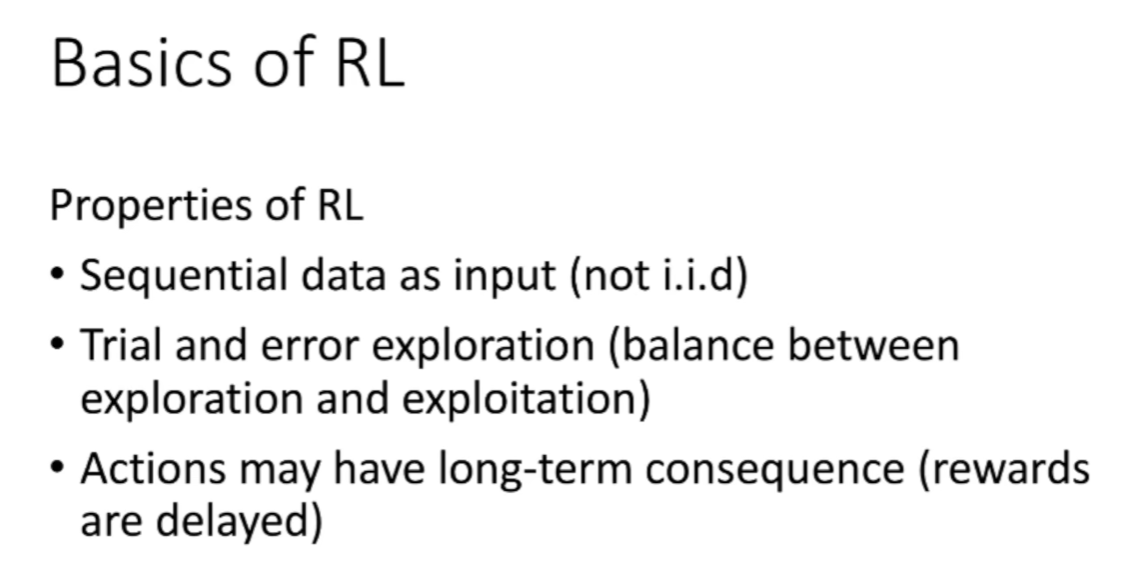 Basics of RL
Properties of RL
• Sequential data as input (not i.i.d)
• Trial and error exploration (balance between
exploration and exploitation)
• Actions may have long-term consequence (rewards
are delayed)